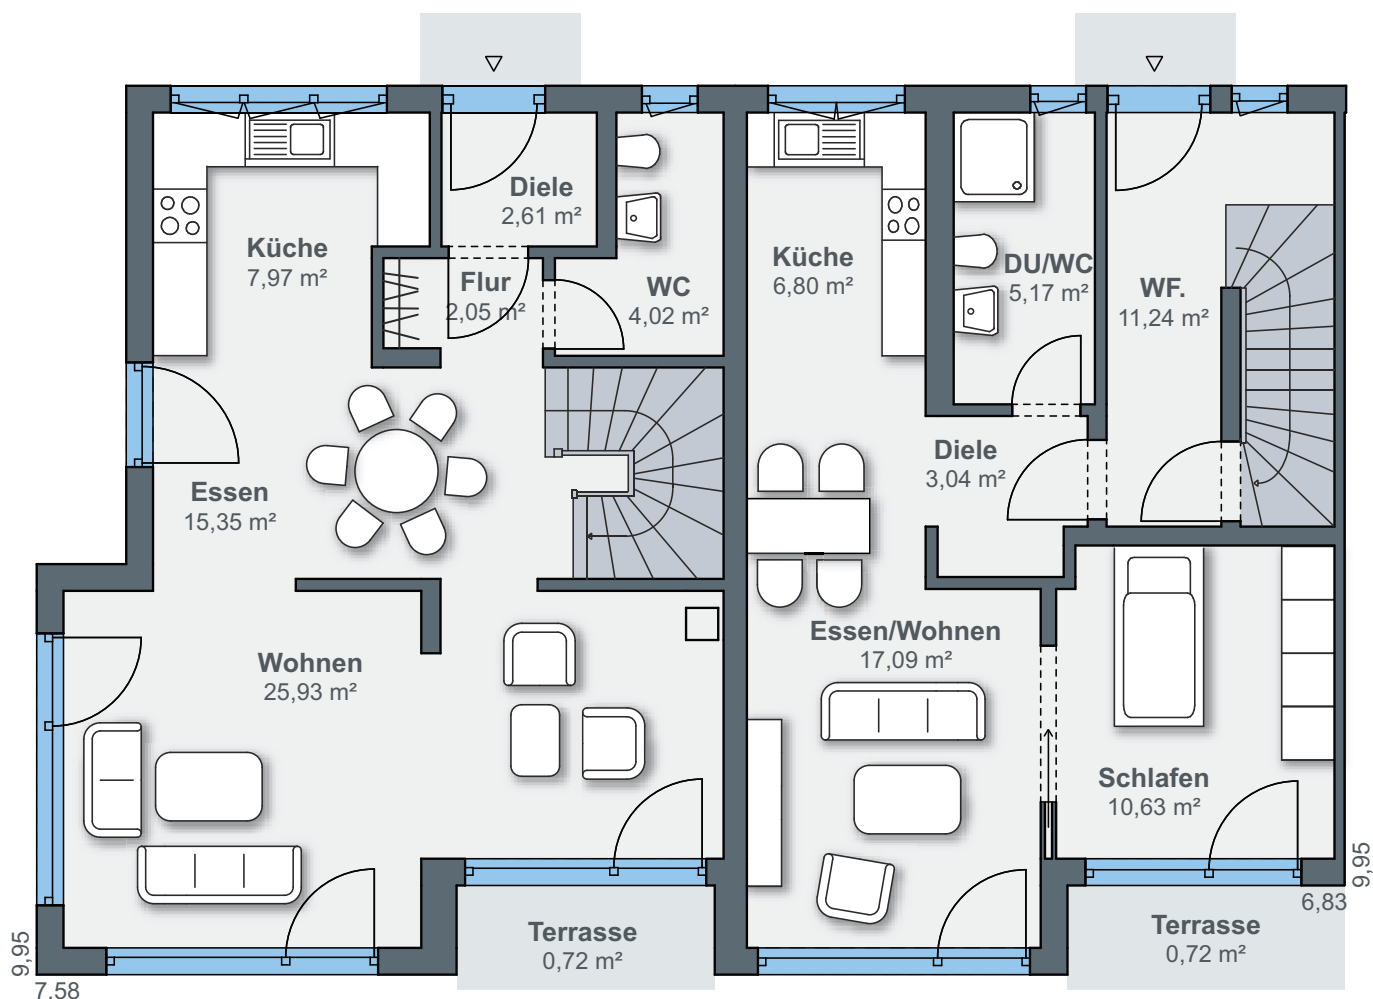 Diele
2,61 m²
Küche
7,97 m²
Flur
2,05 m²
WC
4,02 m²
Küche
6,80 m²
DU/WC
5,17 m²
WF.
11,24 m²
Essen
15,35 m²
Diele
3,04 m²
Wohnen
25,93 m²
Essen/Wohnen
17,09 m²
Schlafen
10,63 m²
Terrasse
0,72 m²
Terrasse
0,72 m²
9,95
7,58
9,95
6,83